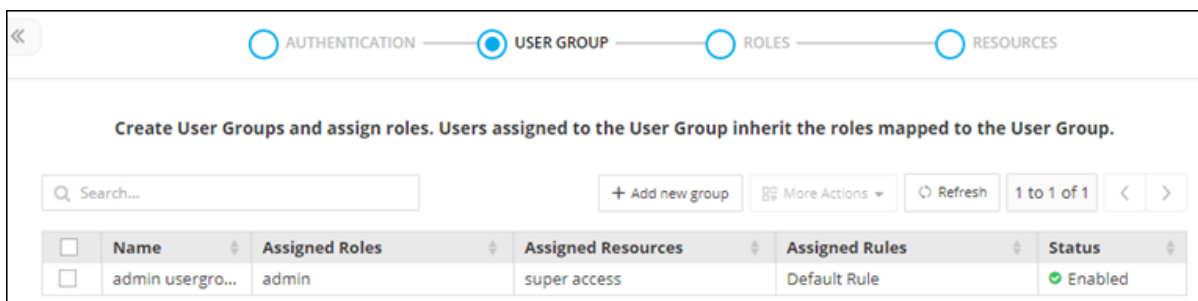 AUTHENTICATION USER GROUP ROLES RESOURCES
Create User Groups and assign roles. Users assigned to the User Group inherit the roles mapped to the User Group.
Search... + Add new group More Actions Refresh 1 to 1 of 1
Name Assigned Roles Assigned Resources Assigned Rules Status
admin usergro... admin super access Default Rule Enabled